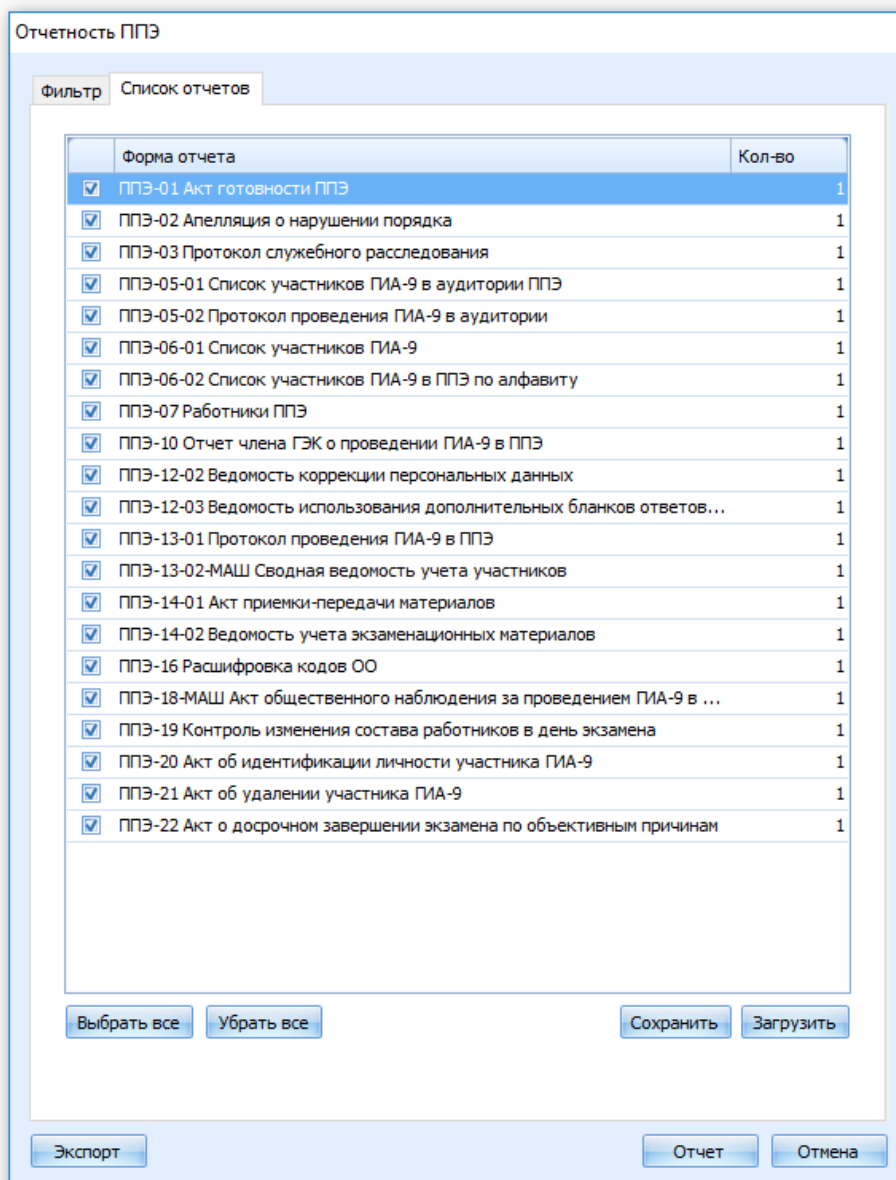 Отчетность ППЭ
Фильтр Список отчетов
Форма отчета Кол-во
ППЭ-01 Акт готовности ППЭ 1
ППЭ-02 Апелляция о нарушении порядка 1
ППЭ-03 Протокол служебного расследования 1
ППЭ-05-01 Список участников ГИА-9 в аудитории ППЭ 1
ППЭ-05-02 Протокол проведения ГИА-9 в аудитории 1
ППЭ-06-01 Список участников ГИА-9 1
ППЭ-06-02 Список участников ГИА-9 в ППЭ по алфавиту 1
ППЭ-07 Работники ППЭ 1
ППЭ-10 Отчет члена ГЭК о проведении ГИА-9 в ППЭ 1
ППЭ-12-02 Ведомость коррекции персональных данных 1
ППЭ-12-03 Ведомость использования дополнительных бланков ответов... 1
ППЭ-13-01 Протокол проведения ГИА-9 в ППЭ 1
ППЭ-13-02-МАШ Сводная ведомость учета участников 1
ППЭ-14-01 Акт приемки-передачи материалов 1
ППЭ-14-02 Ведомость учета экзаменационных материалов 1
ППЭ-16 Расшифровка кодов ОО 1
ППЭ-18-МАШ Акт общественного наблюдения за проведением ГИА-9 в ... 1
ППЭ-19 Контроль изменения состава работников в день экзамена 1
ППЭ-20 Акт об идентификации личности участника ГИА-9 1
ППЭ-21 Акт об удалении участника ГИА-9 1
ППЭ-22 Акт о досрочном завершении экзамена по объективным причинам 1
Выбрать все Убрать все Сохранить Загрузить
Экспорт Отчет Отмена